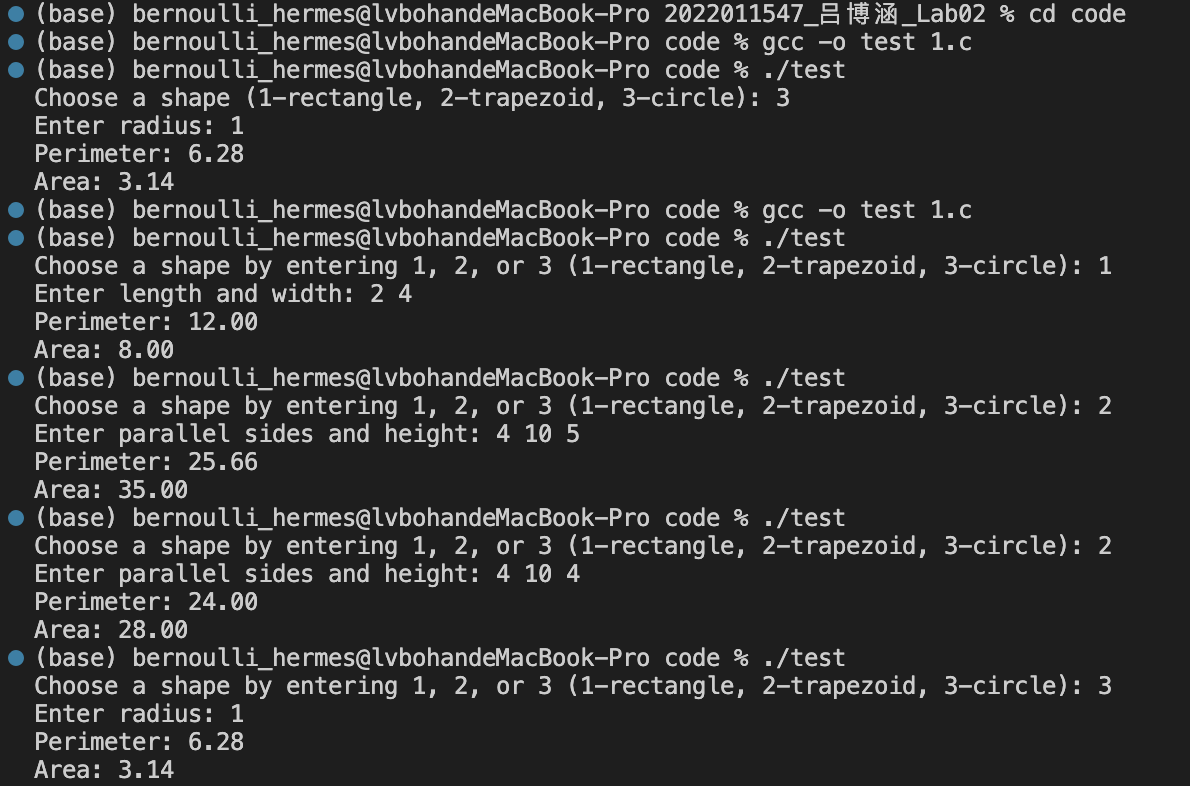 (base) bernoulli_hermes@lvbohandeMacBook-Pro 2022011547_吕博涵_Lab02 % cd code
(base) bernoulli_hermes@lvbohandeMacBook-Pro code % gcc -o test 1.c
(base) bernoulli_hermes@lvbohandeMacBook-Pro code % ./test
Choose a shape (1-rectangle, 2-trapezoid, 3-circle): 3
Enter radius: 1
Perimeter: 6.28
Area: 3.14
(base) bernoulli_hermes@lvbohandeMacBook-Pro code % gcc -o test 1.c
(base) bernoulli_hermes@lvbohandeMacBook-Pro code % ./test
Choose a shape by entering 1, 2, or 3 (1-rectangle, 2-trapezoid, 3-circle): 1
Enter length and width: 2 4
Perimeter: 12.00
Area: 8.00
(base) bernoulli_hermes@lvbohandeMacBook-Pro code % ./test
Choose a shape by entering 1, 2, or 3 (1-rectangle, 2-trapezoid, 3-circle): 2
Enter parallel sides and height: 4 10 5
Perimeter: 25.66
Area: 35.00
(base) bernoulli_hermes@lvbohandeMacBook-Pro code % ./test
Choose a shape by entering 1, 2, or 3 (1-rectangle, 2-trapezoid, 3-circle): 2
Enter parallel sides and height: 4 10 4
Perimeter: 24.00
Area: 28.00
(base) bernoulli_hermes@lvbohandeMacBook-Pro code % ./test
Choose a shape by entering 1, 2, or 3 (1-rectangle, 2-trapezoid, 3-circle): 3
Enter radius: 1
Perimeter: 6.28
Area: 3.14